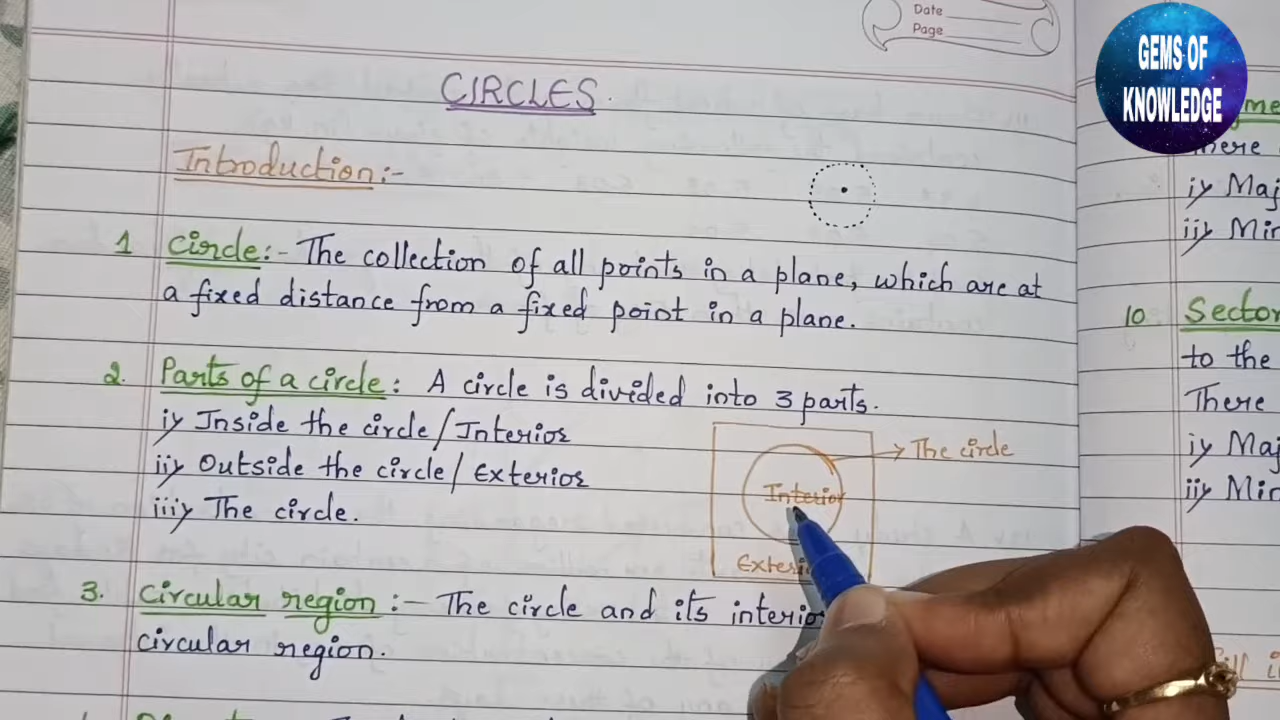 Date
Page
GEMS OF
KNOWLEDGE
CIRCLES.
Introduction:-
1 Circle:- The collection of all points in a plane, which are at
a fixed distance from a fixed point in a plane.
2. Parts of a circle: A circle is divided into 3 parts.
i) Inside the circle/Interior
ii) Outside the circle/Exterior
iii) The circle.
The circle
Interior
3. Circular region:- The circle and its interior
circular region.
i) Maj
ii) Min
10 Sector
to the
There
i) Maj
ii) Min